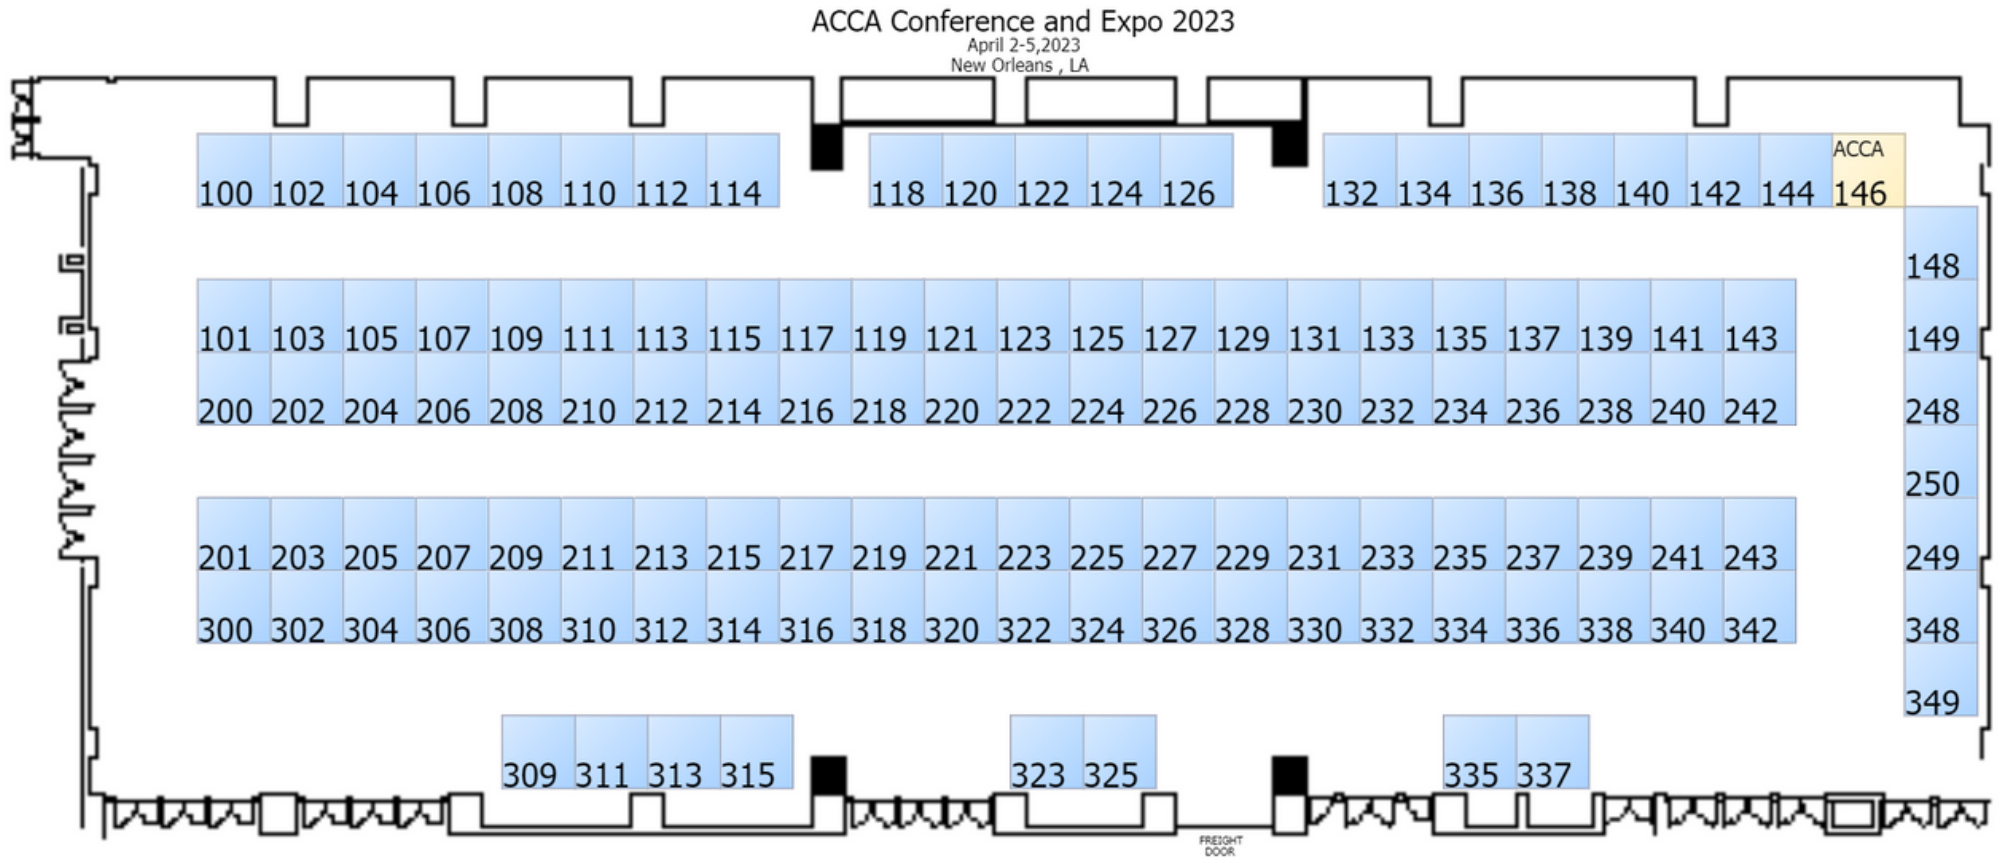 ACCA Conference and Expo 2023
April 2-5,2023
New Orleans , LA
ACCA
100 102 104 106 108 110 112 114 118 120 122 124 126 132 134 136 138 140 142 144 146
148
101 103 105 107 109 111 113 115 117 119 121 123 125 127 129 131 133 135 137 139 141 143 149
200 202 204 206 208 210 212 214 216 218 220 222 224 226 228 230 232 234 236 238 240 242 248
250
201 203 205 207 209 211 213 215 217 219 221 223 225 227 229 231 233 235 237 239 241 243 249
300 302 304 306 308 310 312 314 316 318 320 322 324 326 328 330 332 334 336 338 340 342 348
349
309 311 313 315 323 325 335 337
FREIGHT
DOOR